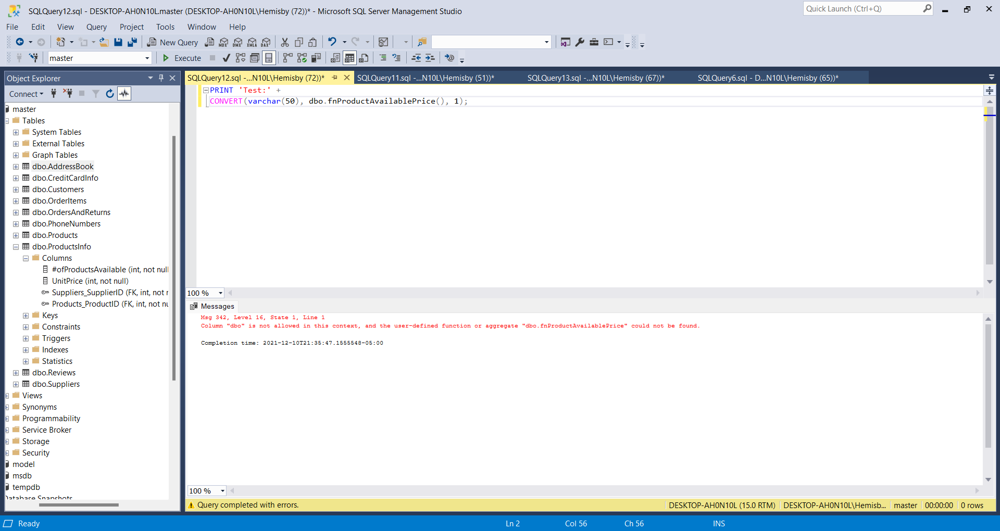 SQLQuery12.sql - DESKTOP-AH0N10L.master (DESKTOP-AH0N10L\Hemisby (72))* - Microsoft SQL Server Management Studio
Quick Launch (Ctrl+Q)
File Edit View Query Project Tools Window Help
New Query MDX DMX XMLA DAX
master Execute
Object Explorer
SQLQuery12.sql -...N10L\Hemisby (72))* SQLQuery11.sql -...N10L\Hemisby (51))* SQLQuery13.sql -...N10L\Hemisby (67))* SQLQuery6.sql - D...N10L\Hemisby (65))*
Connect
master
Tables
System Tables
External Tables
Graph Tables
dbo.AddressBook
dbo.CreditCardInfo
dbo.Customers
dbo.OrderItems
dbo.OrdersAndReturns
dbo.PhoneNumbers
dbo.Products
dbo.ProductsInfo
Columns
#ofProductsAvailable (int, not null
UnitPrice (int, not null)
Suppliers_SupplierID (FK, int, not r
Products_ProductID (FK, int, not nu
Keys
Constraints
Triggers
Indexes
Statistics
dbo.Reviews
dbo.Suppliers
Views
Synonyms
Programmability
Service Broker
Storage
Security
model
msdb
tempdb
Database Snapshots
PRINT 'Test:' +
CONVERT(varchar(50), dbo.fnProductAvailablePrice(), 1);
100 %
Messages
Msg 342, Level 16, State 1, Line 1
Column "dbo" is not allowed in this context, and the user-defined function or aggregate "dbo.fnProductAvailablePrice" could not be found.
Completion time: 2021-12-10T21:35:47.1555548-05:00
100 %
Query completed with errors. DESKTOP-AH0N10L (15.0 RTM) DESKTOP-AH0N10L\Hemisb... master 00:00:00 0 rows
Ready Ln 2 Col 56 Ch 56 INS